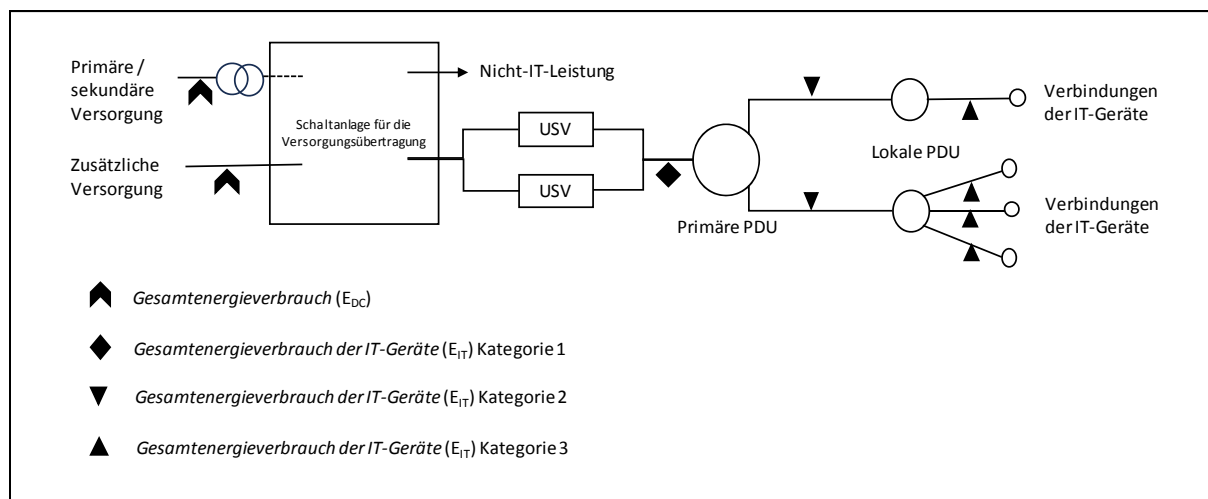 Primäre /
sekundäre
Versorgung
Zusätzliche
Versorgung
Schaltanlage für die
Versorgungsübertragung
Nicht-IT-Leistung
USV
USV
Primäre PDU
Lokale PDU
Verbindungen
der IT-Geräte
Verbindungen
der IT-Geräte
Gesamtenergieverbrauch (EDC)
Gesamtenergieverbrauch der IT-Geräte (EIT) Kategorie 1
Gesamtenergieverbrauch der IT-Geräte (EIT) Kategorie 2
Gesamtenergieverbrauch der IT-Geräte (EIT) Kategorie 3